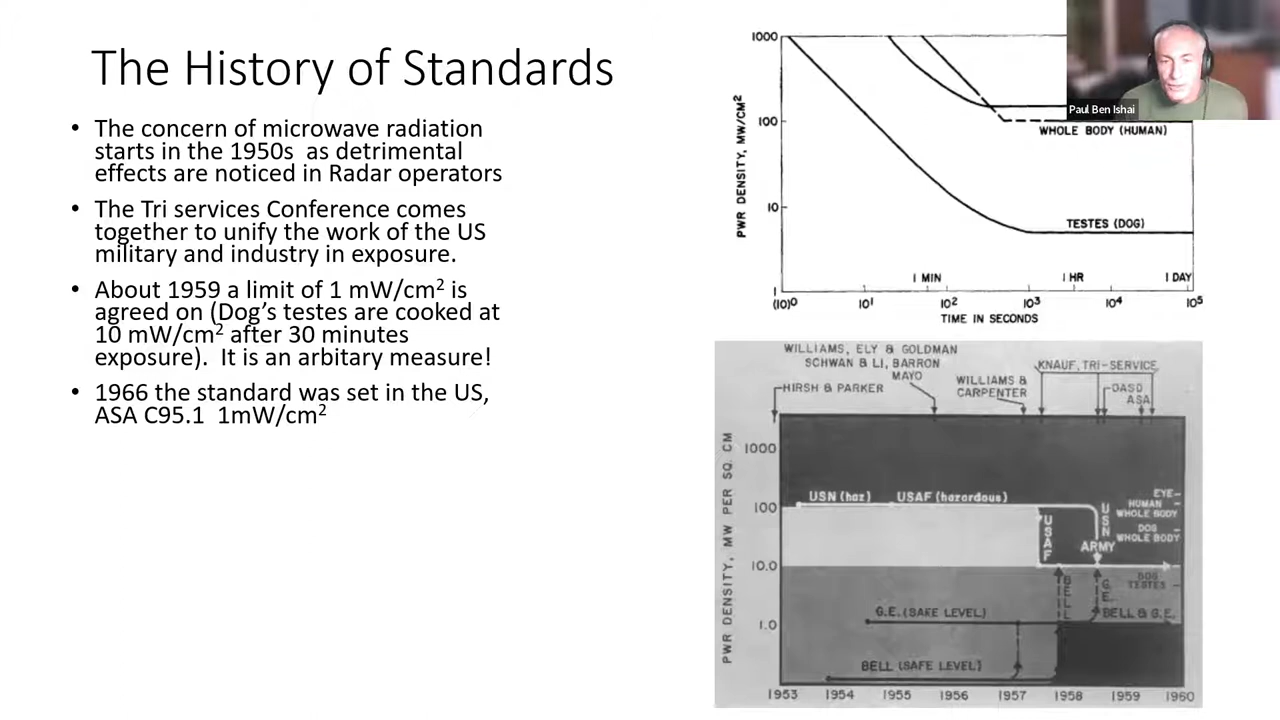 The History of Standards
• The concern of microwave radiation
starts in the 1950s  as detrimental
effects are noticed in Radar operators
• The Tri services Conference comes
together to unify the work of the US
military and industry in exposure.
• About 1959 a limit of 1 mW/cm² is
agreed on (Dog's testes are cooked at
10 mW/cm² after 30 minutes
exposure).  It is an arbitary measure!
• 1966 the standard was set in the US,
ASA C95.1  1mW/cm²
Paul Ben Ishai
PWR DENSITY, MW/CM²
1000
100
10
1
WHOLE BODY (HUMAN)
TESTES (DOG)
1 MIN
1 HR
1 DAY
(10)⁰
10¹
10²
10³
10⁴
10⁵
TIME IN SECONDS
WILLIAMS, ELY & GOLDMAN
SCHWAN & LI, BARRON
MAYO
HIRSH & PARKER
WILLIAMS &
CARPENTER
KNAUF, TRI-SERVICE
OASD
ASA
PWR DENSITY, MW PER SQ. CM
1000
100
10.0
1.0
USN (haz)
USAF (hazardous)
USAF
USN
ARMY
EYE
HUMAN
WHOLE BODY
DOG
WHOLE BODY
DOG
TESTES
BELL
G.E.
G.E. (SAFE LEVEL)
BELL & G.E.
BELL (SAFE LEVEL)
1953
1954
1955
1956
1957
1958
1959
1960